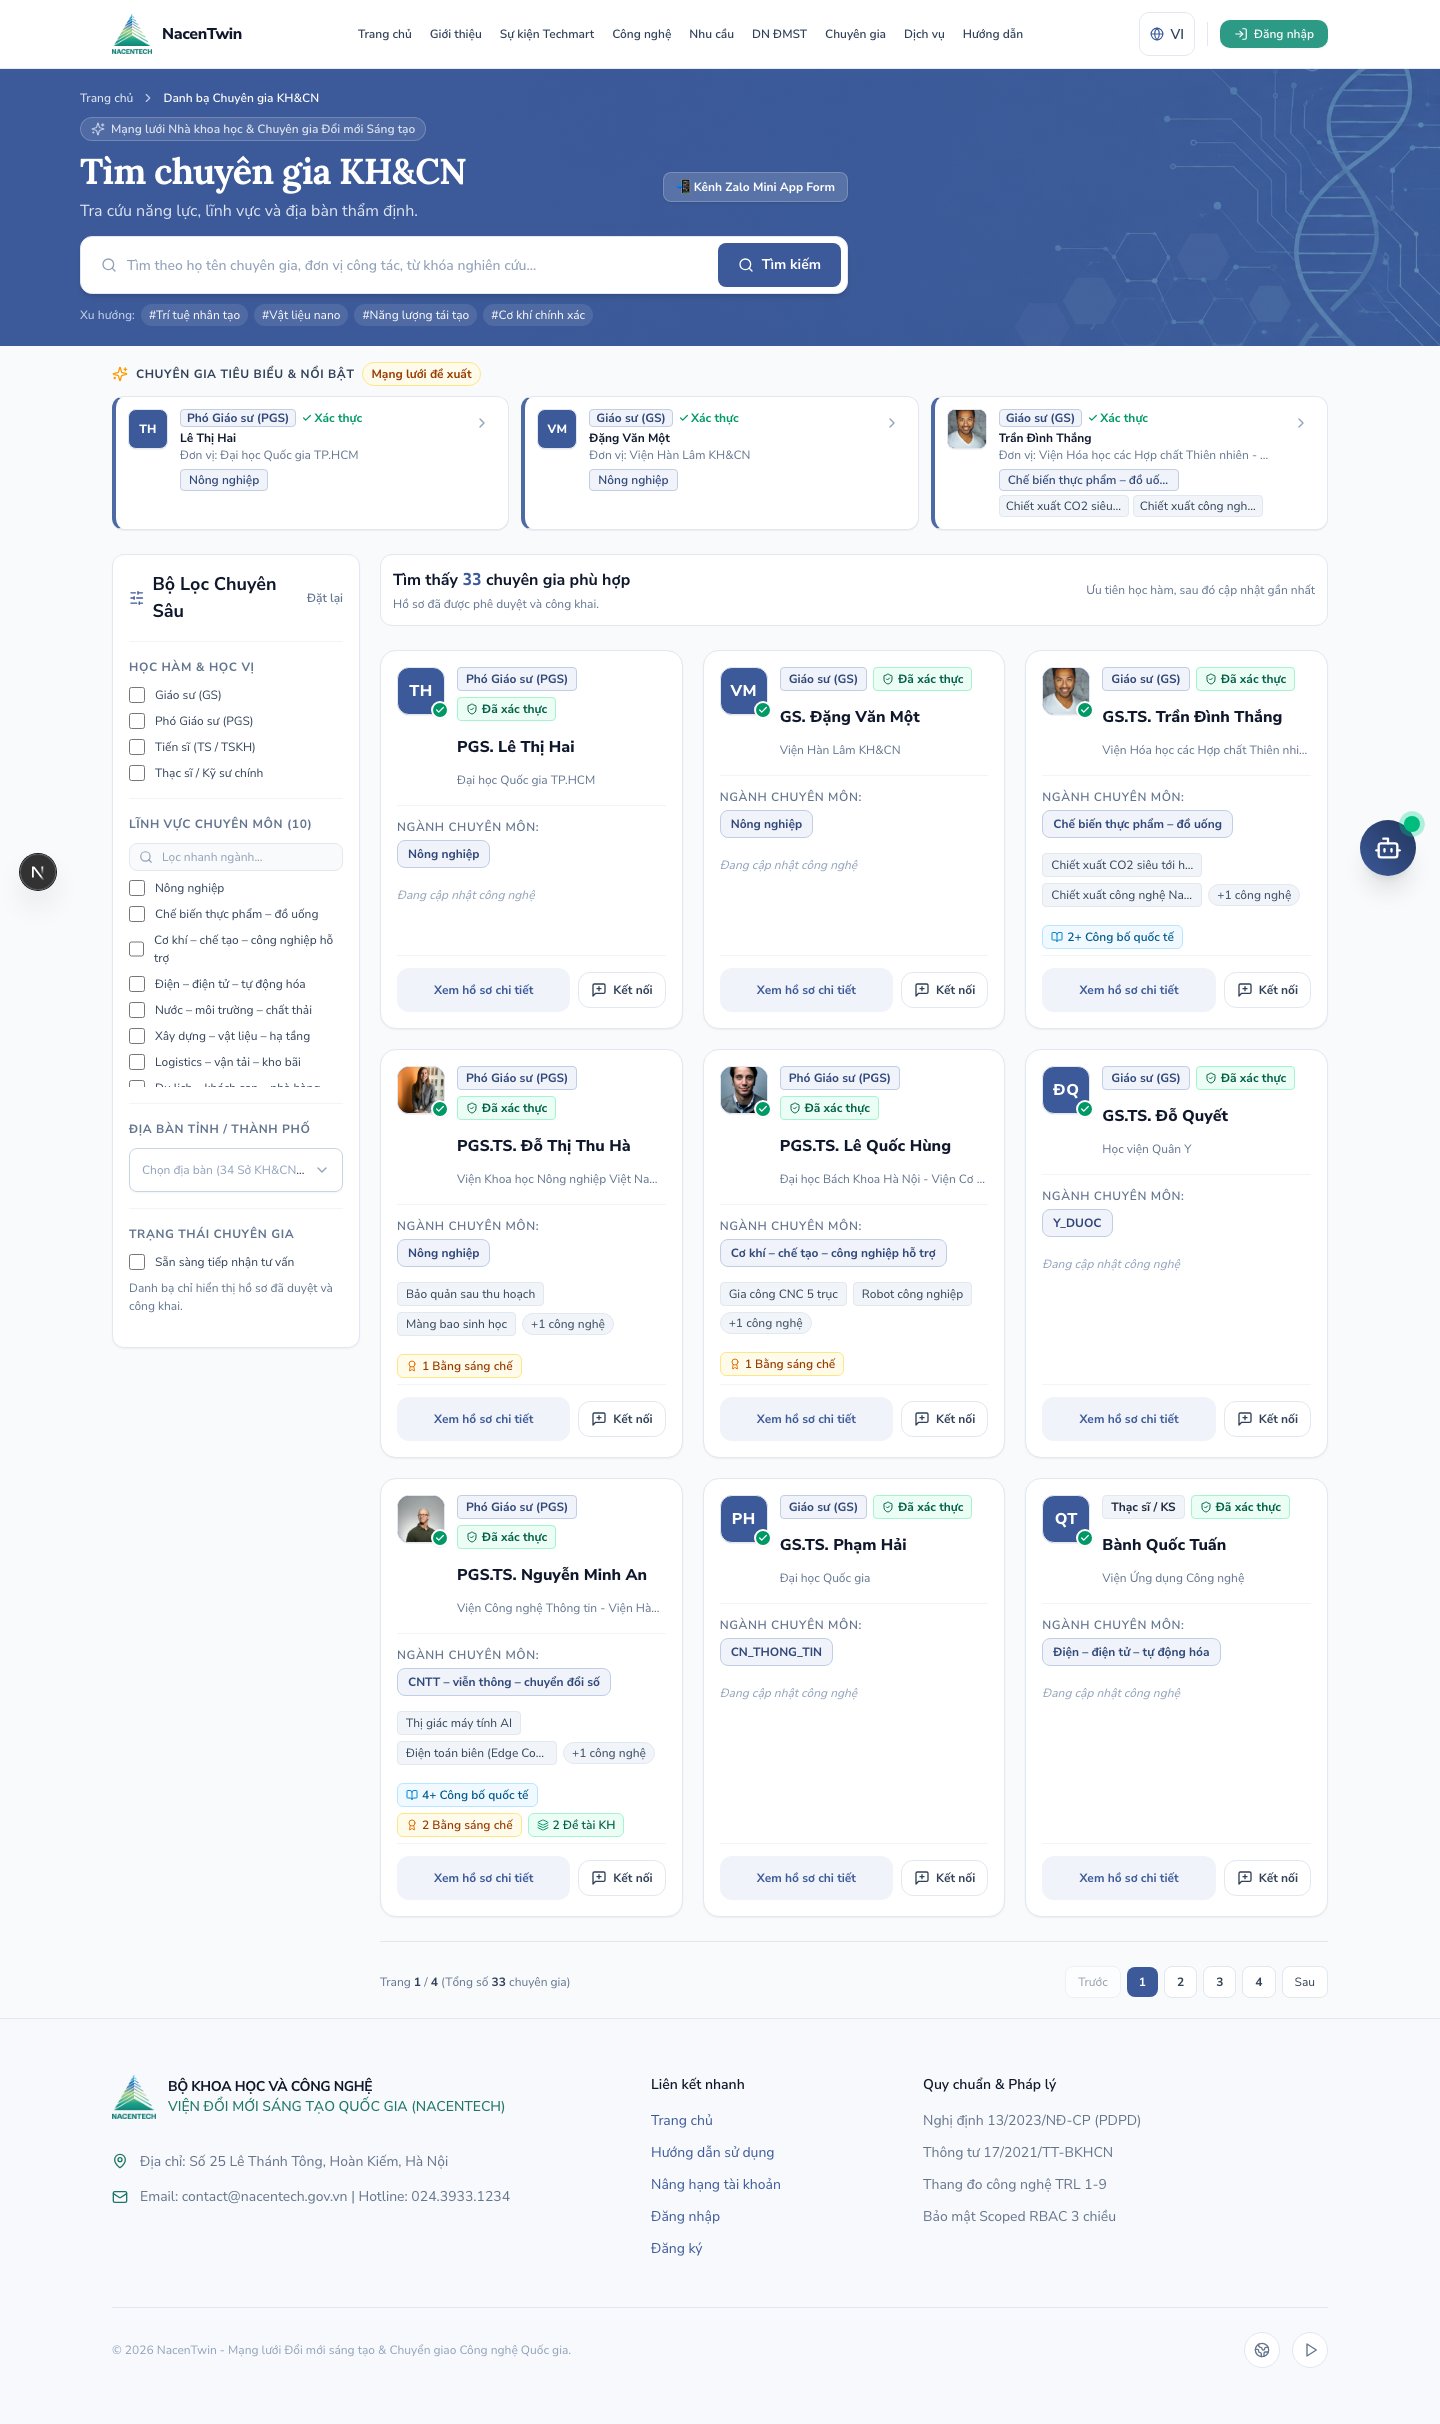 NACENTECH
NacenTwin
Trang chủ
Giới thiệu
Sự kiện Techmart
Công nghệ
Nhu cầu
DN ĐMST
Chuyên gia
Dịch vụ
Hướng dẫn
VI
Đăng nhập
Trang chủ
Danh bạ Chuyên gia KH&CN
Mạng lưới Nhà khoa học & Chuyên gia Đổi mới Sáng tạo
Tìm chuyên gia KH&CN
Kênh Zalo Mini App Form
Tra cứu năng lực, lĩnh vực và địa bàn thẩm định.
Tìm theo họ tên chuyên gia, đơn vị công tác, từ khóa nghiên cứu...
Tìm kiếm
Xu hướng: #Trí tuệ nhân tạo #Vật liệu nano #Năng lượng tái tạo #Cơ khí chính xác
CHUYÊN GIA TIÊU BIỂU & NỔI BẬT
Mạng lưới đề xuất
TH
Phó Giáo sư (PGS)
Xác thực
Lê Thị Hai
Đơn vị: Đại học Quốc gia TP.HCM
Nông nghiệp
VM
Giáo sư (GS)
Xác thực
Đặng Văn Một
Đơn vị: Viện Hàn Lâm KH&CN
Nông nghiệp
Giáo sư (GS)
Xác thực
Trần Đình Thắng
Đơn vị: Viện Hóa học các Hợp chất Thiên nhiên - ...
Chế biến thực phẩm – đồ uố...
Chiết xuất CO2 siêu...
Chiết xuất công ngh...
Bộ Lọc Chuyên
Sâu
Đặt lại
HỌC HÀM & HỌC VỊ
Giáo sư (GS)
Phó Giáo sư (PGS)
Tiến sĩ (TS / TSKH)
Thạc sĩ / Kỹ sư chính
LĨNH VỰC CHUYÊN MÔN (10)
Lọc nhanh ngành...
Nông nghiệp
Chế biến thực phẩm – đồ uống
Cơ khí – chế tạo – công nghiệp hỗ
trợ
Điện – điện tử – tự động hóa
Nước – môi trường – chất thải
Xây dựng – vật liệu – hạ tầng
Logistics – vận tải – kho bãi
Du lịch – khách sạn – nhà hàng
ĐỊA BÀN TỈNH / THÀNH PHỐ
Chọn địa bàn (34 Sở KH&CN...
TRẠNG THÁI CHUYÊN GIA
Sẵn sàng tiếp nhận tư vấn
Danh bạ chỉ hiển thị hồ sơ đã duyệt và
công khai.
Tìm thấy 33 chuyên gia phù hợp
Hồ sơ đã được phê duyệt và công khai.
Ưu tiên học hàm, sau đó cập nhật gần nhất
TH
Phó Giáo sư (PGS)
Đã xác thực
PGS. Lê Thị Hai
Đại học Quốc gia TP.HCM
NGÀNH CHUYÊN MÔN:
Nông nghiệp
Đang cập nhật công nghệ
Xem hồ sơ chi tiết
Kết nối
VM
Giáo sư (GS)
Đã xác thực
GS. Đặng Văn Một
Viện Hàn Lâm KH&CN
NGÀNH CHUYÊN MÔN:
Nông nghiệp
Đang cập nhật công nghệ
Xem hồ sơ chi tiết
Kết nối
Giáo sư (GS)
Đã xác thực
GS.TS. Trần Đình Thắng
Viện Hóa học các Hợp chất Thiên nhi...
NGÀNH CHUYÊN MÔN:
Chế biến thực phẩm – đồ uống
Chiết xuất CO2 siêu tới h...
Chiết xuất công nghệ Na...
+1 công nghệ
2+ Công bố quốc tế
Xem hồ sơ chi tiết
Kết nối
Phó Giáo sư (PGS)
Đã xác thực
PGS.TS. Đỗ Thị Thu Hà
Viện Khoa học Nông nghiệp Việt Na...
NGÀNH CHUYÊN MÔN:
Nông nghiệp
Bảo quản sau thu hoạch
Màng bao sinh học
+1 công nghệ
1 Bằng sáng chế
Xem hồ sơ chi tiết
Kết nối
Phó Giáo sư (PGS)
Đã xác thực
PGS.TS. Lê Quốc Hùng
Đại học Bách Khoa Hà Nội - Viện Cơ ...
NGÀNH CHUYÊN MÔN:
Cơ khí – chế tạo – công nghiệp hỗ trợ
Gia công CNC 5 trục
Robot công nghiệp
+1 công nghệ
1 Bằng sáng chế
Xem hồ sơ chi tiết
Kết nối
ĐQ
Giáo sư (GS)
Đã xác thực
GS.TS. Đỗ Quyết
Học viện Quân Y
NGÀNH CHUYÊN MÔN:
Y_DUOC
Đang cập nhật công nghệ
Xem hồ sơ chi tiết
Kết nối
Phó Giáo sư (PGS)
Đã xác thực
PGS.TS. Nguyễn Minh An
Viện Công nghệ Thông tin - Viện Hà...
NGÀNH CHUYÊN MÔN:
CNTT – viễn thông – chuyển đổi số
Thị giác máy tính AI
Điện toán biên (Edge Co...
+1 công nghệ
4+ Công bố quốc tế
2 Bằng sáng chế
2 Đề tài KH
Xem hồ sơ chi tiết
Kết nối
PH
Giáo sư (GS)
Đã xác thực
GS.TS. Phạm Hải
Đại học Quốc gia
NGÀNH CHUYÊN MÔN:
CN_THONG_TIN
Đang cập nhật công nghệ
Xem hồ sơ chi tiết
Kết nối
QT
Thạc sĩ / KS
Đã xác thực
Bành Quốc Tuấn
Viện Ứng dụng Công nghệ
NGÀNH CHUYÊN MÔN:
Điện – điện tử – tự động hóa
Đang cập nhật công nghệ
Xem hồ sơ chi tiết
Kết nối
Trang 1 / 4 (Tổng số 33 chuyên gia)
Trước
1
2
3
4
Sau
NACENTECH
BỘ KHOA HỌC VÀ CÔNG NGHỆ
VIỆN ĐỔI MỚI SÁNG TẠO QUỐC GIA (NACENTECH)
Địa chỉ: Số 25 Lê Thánh Tông, Hoàn Kiếm, Hà Nội
Email: contact@nacentech.gov.vn | Hotline: 024.3933.1234
Liên kết nhanh
Trang chủ
Hướng dẫn sử dụng
Nâng hạng tài khoản
Đăng nhập
Đăng ký
Quy chuẩn & Pháp lý
Nghị định 13/2023/NĐ-CP (PDPD)
Thông tư 17/2021/TT-BKHCN
Thang đo công nghệ TRL 1-9
Bảo mật Scoped RBAC 3 chiều
© 2026 NacenTwin - Mạng lưới Đổi mới sáng tạo & Chuyển giao Công nghệ Quốc gia.